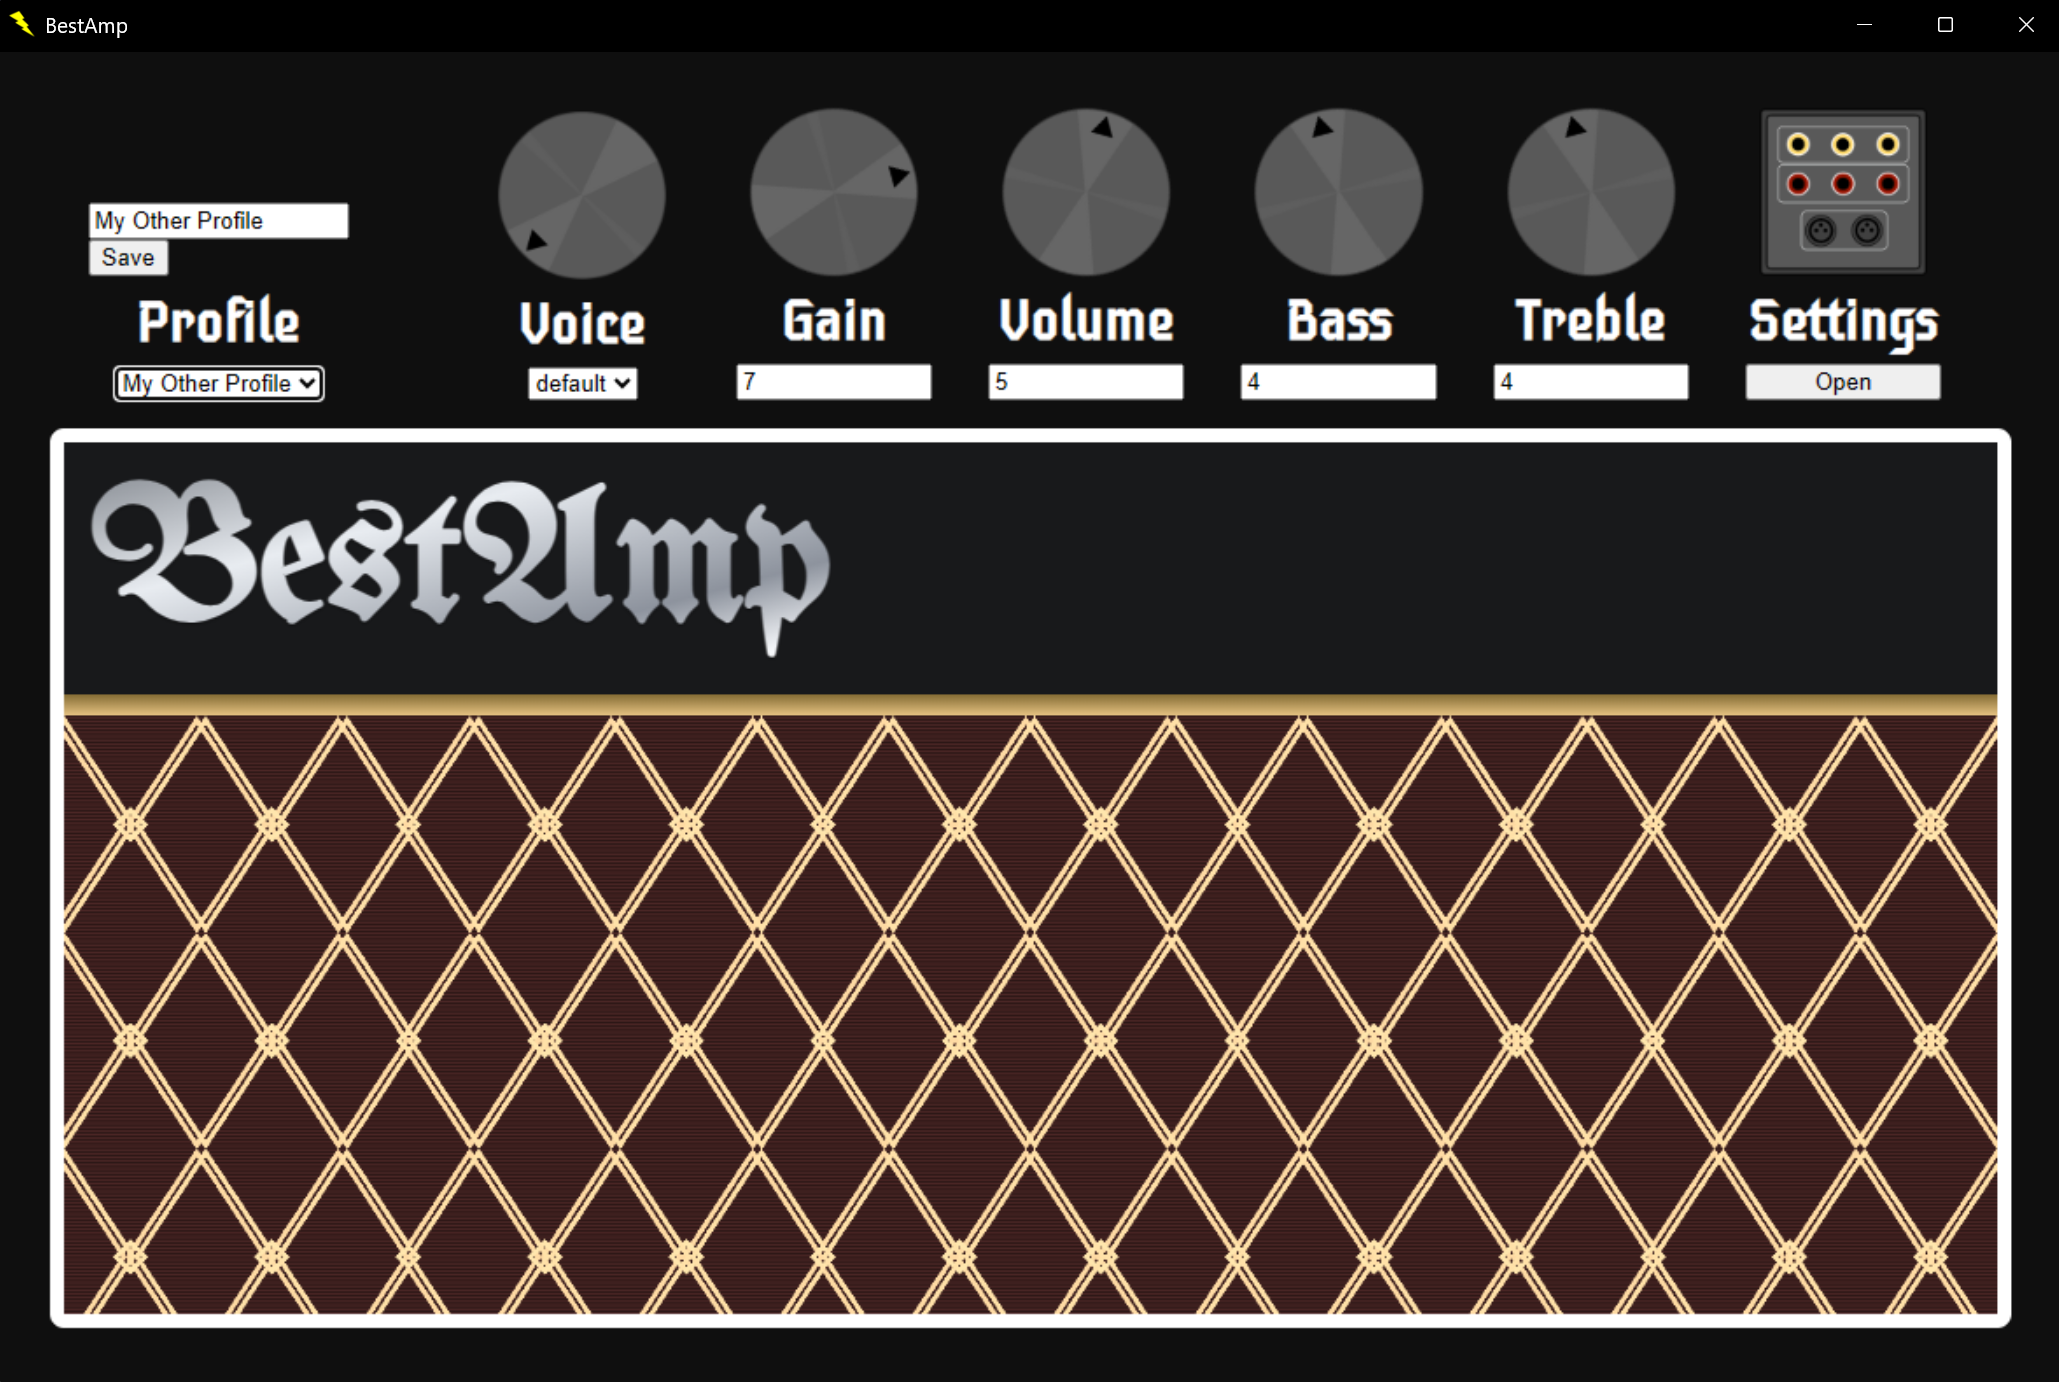 BestAmp
My Other Profile
Save
Profile
My Other Profile
Voice
default
Gain
7
Volume
5
Bass
4
Treble
4
Settings
Open
BestAmp